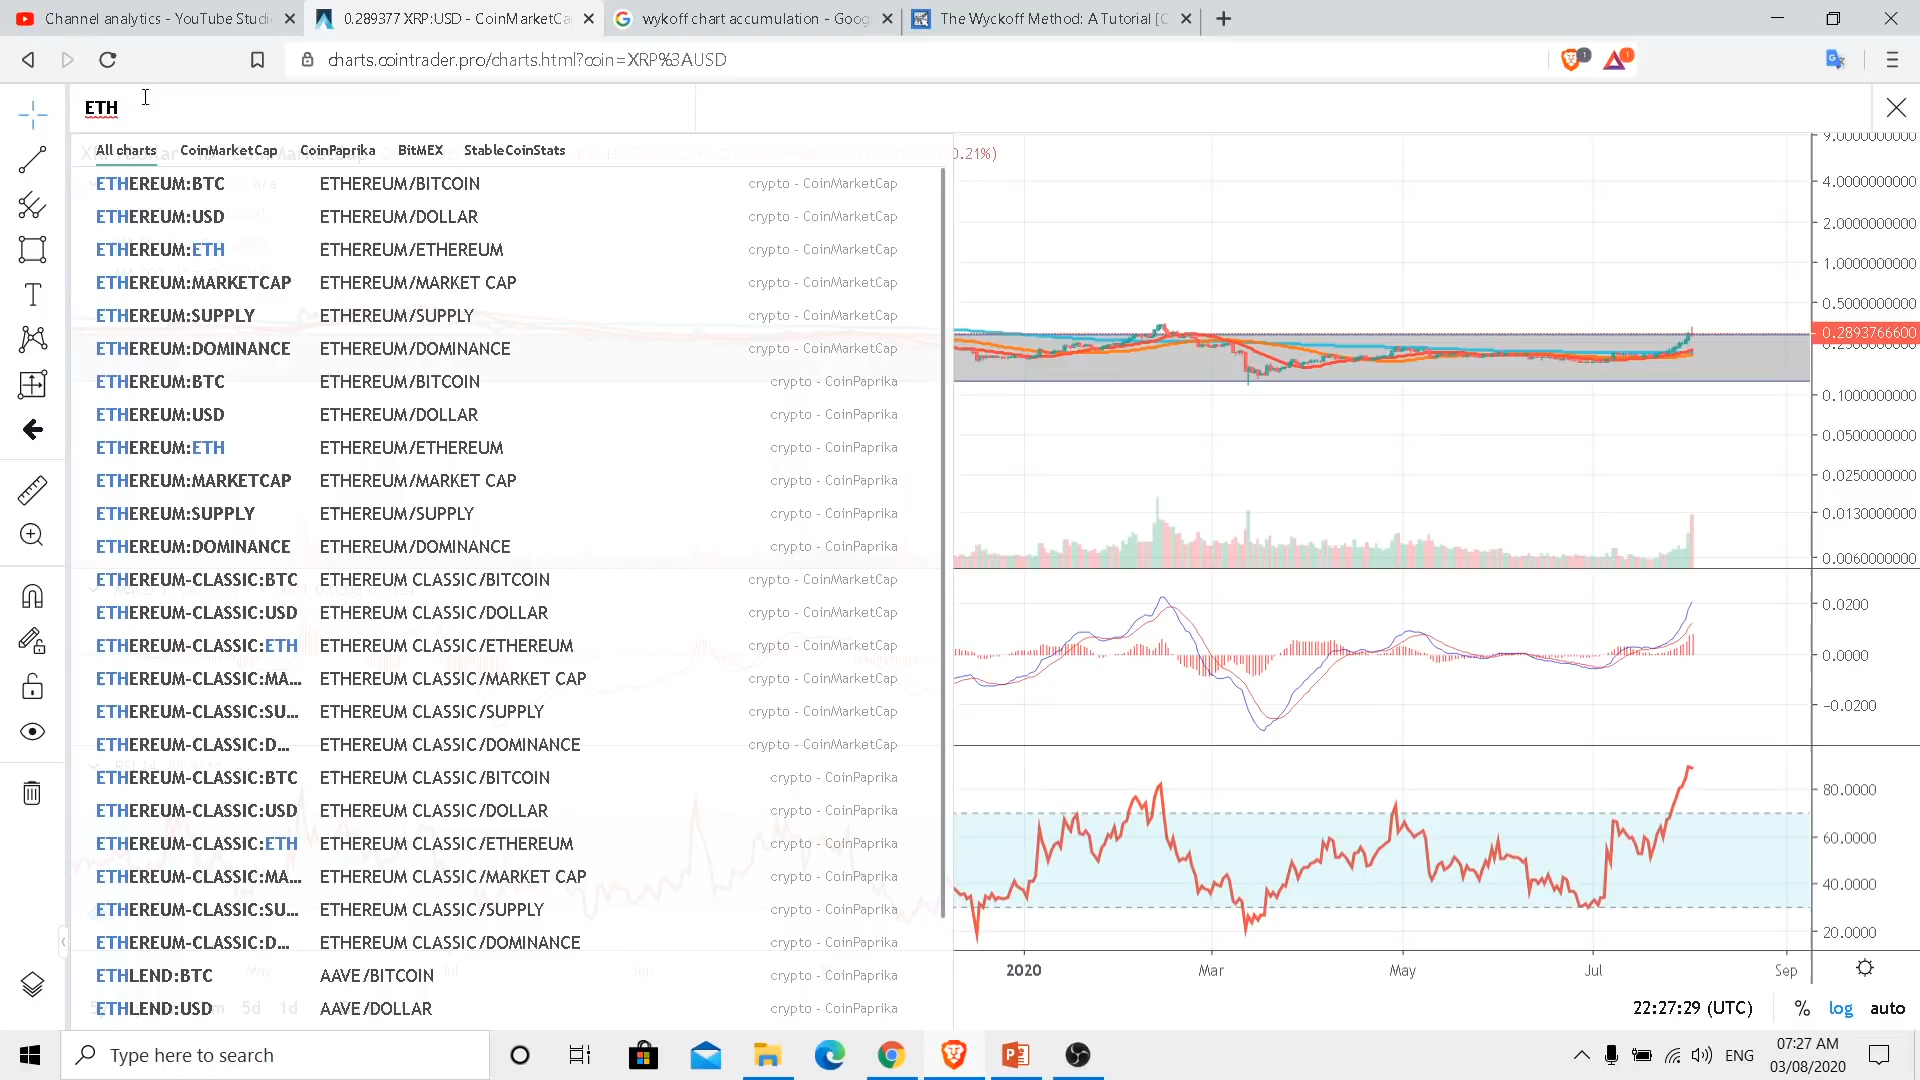 Channel analytics - YouTube Studi
0.289377 XRP:USD - CoinMarketCa
wykoff chart accumulation - Goog
The Wyckoff Method: A Tutorial [C
charts.cointrader.pro/charts.html?coin=XRP%3AUSD
ETH
All charts CoinMarketCap CoinPaprika BitMEX StableCoinStats
0.21%)
ETHEREUM:BTC ETHEREUM/BITCOIN crypto - CoinMarketCap
ETHEREUM:USD ETHEREUM/DOLLAR crypto - CoinMarketCap
ETHEREUM:ETH ETHEREUM/ETHEREUM crypto - CoinMarketCap
ETHEREUM:MARKETCAP ETHEREUM/MARKET CAP crypto - CoinMarketCap
ETHEREUM:SUPPLY ETHEREUM/SUPPLY crypto - CoinMarketCap
ETHEREUM:DOMINANCE ETHEREUM/DOMINANCE crypto - CoinMarketCap
ETHEREUM:BTC ETHEREUM/BITCOIN crypto - CoinPaprika
ETHEREUM:USD ETHEREUM/DOLLAR crypto - CoinPaprika
ETHEREUM:ETH ETHEREUM/ETHEREUM crypto - CoinPaprika
ETHEREUM:MARKETCAP ETHEREUM/MARKET CAP crypto - CoinPaprika
ETHEREUM:SUPPLY ETHEREUM/SUPPLY crypto - CoinPaprika
ETHEREUM:DOMINANCE ETHEREUM/DOMINANCE crypto - CoinPaprika
ETHEREUM-CLASSIC:BTC ETHEREUM CLASSIC/BITCOIN crypto - CoinMarketCap
ETHEREUM-CLASSIC:USD ETHEREUM CLASSIC/DOLLAR crypto - CoinMarketCap
ETHEREUM-CLASSIC:ETH ETHEREUM CLASSIC/ETHEREUM crypto - CoinMarketCap
ETHEREUM-CLASSIC:MA... ETHEREUM CLASSIC/MARKET CAP crypto - CoinMarketCap
ETHEREUM-CLASSIC:SU... ETHEREUM CLASSIC/SUPPLY crypto - CoinMarketCap
ETHEREUM-CLASSIC:D... ETHEREUM CLASSIC/DOMINANCE crypto - CoinMarketCap
ETHEREUM-CLASSIC:BTC ETHEREUM CLASSIC/BITCOIN crypto - CoinPaprika
ETHEREUM-CLASSIC:USD ETHEREUM CLASSIC/DOLLAR crypto - CoinPaprika
ETHEREUM-CLASSIC:ETH ETHEREUM CLASSIC/ETHEREUM crypto - CoinPaprika
ETHEREUM-CLASSIC:MA... ETHEREUM CLASSIC/MARKET CAP crypto - CoinPaprika
ETHEREUM-CLASSIC:SU... ETHEREUM CLASSIC/SUPPLY crypto - CoinPaprika
ETHEREUM-CLASSIC:D... ETHEREUM CLASSIC/DOMINANCE crypto - CoinPaprika
ETHLEND:BTC AAVE/BITCOIN crypto - CoinPaprika
ETHLEND:USD AAVE/DOLLAR crypto - CoinPaprika
4.0000000000
2.0000000000
1.0000000000
0.5000000000
0.2893766600
0.1000000000
0.0500000000
0.0250000000
0.0130000000
0.0060000000
0.0200
0.0000
-0.0200
80.0000
60.0000
40.0000
20.0000
2020 Mar May Jul Sep
22:27:29 (UTC) % log auto
Type here to search
ENG
07:27 AM
03/08/2020